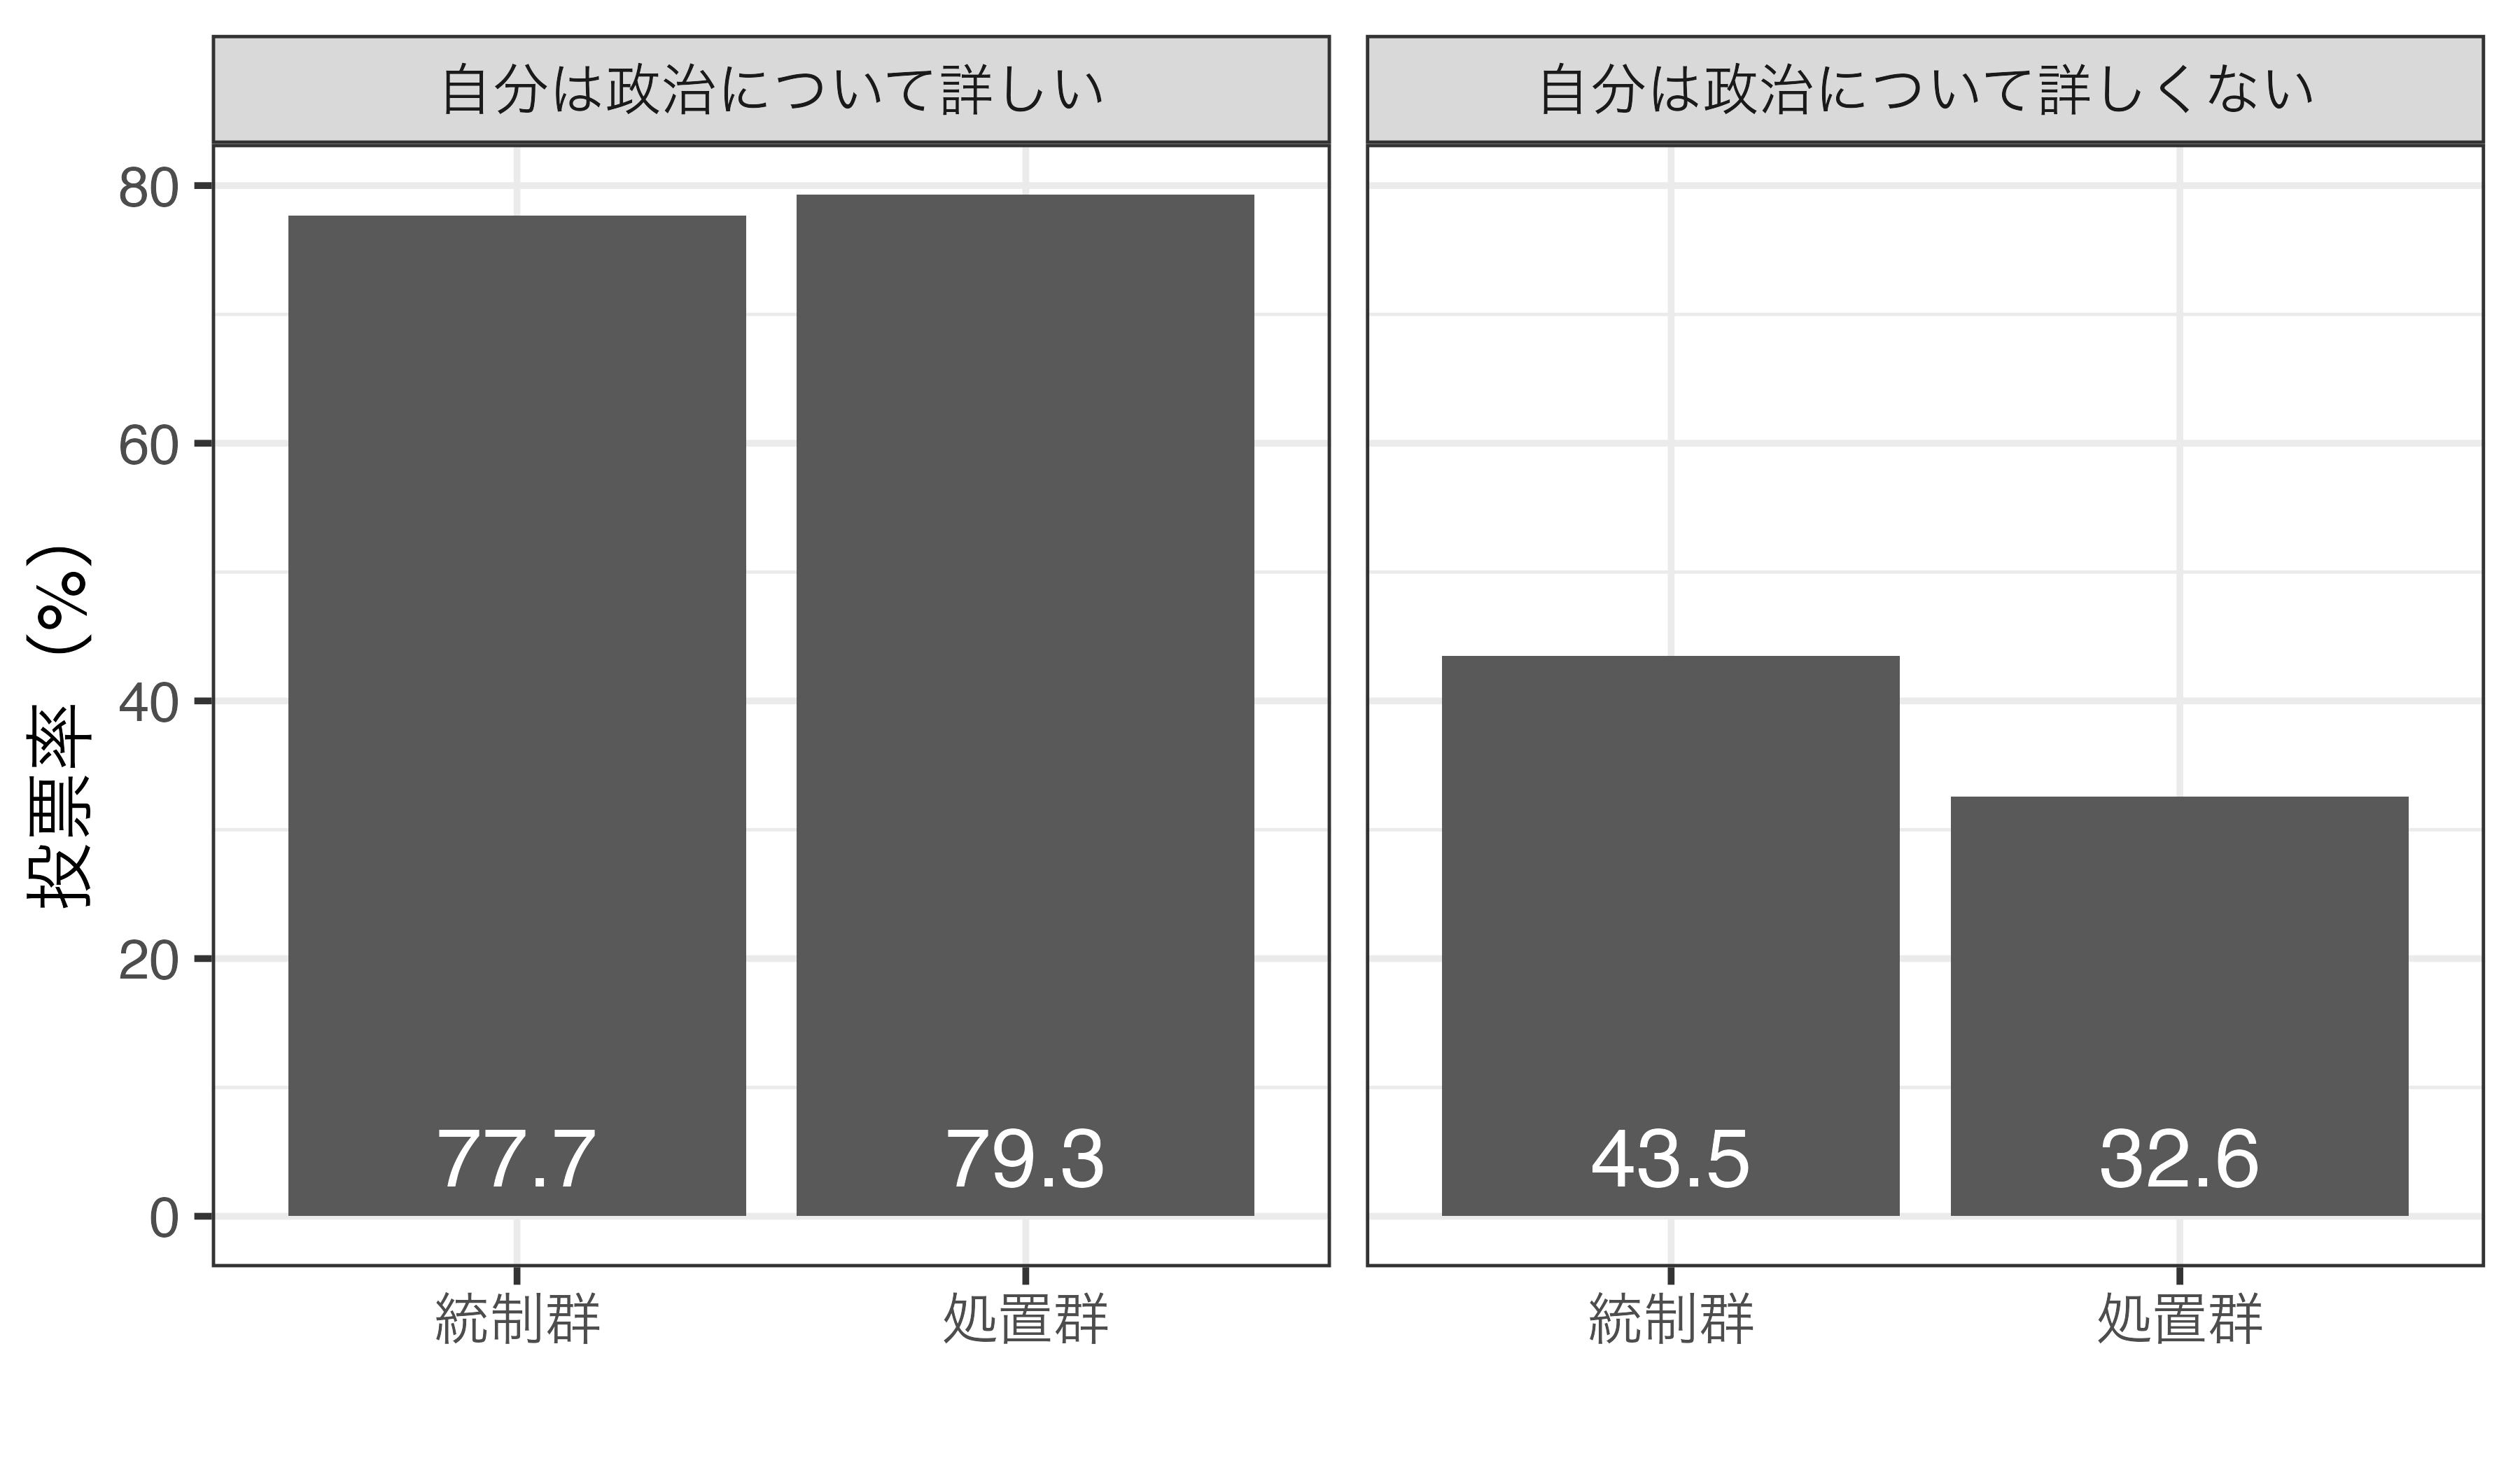 自分は政治について詳しい
自分は政治について詳しくない
投票率 (%)
80
60
40
20
0
77.7
79.3
43.5
32.6
統制群
処置群
統制群
処置群